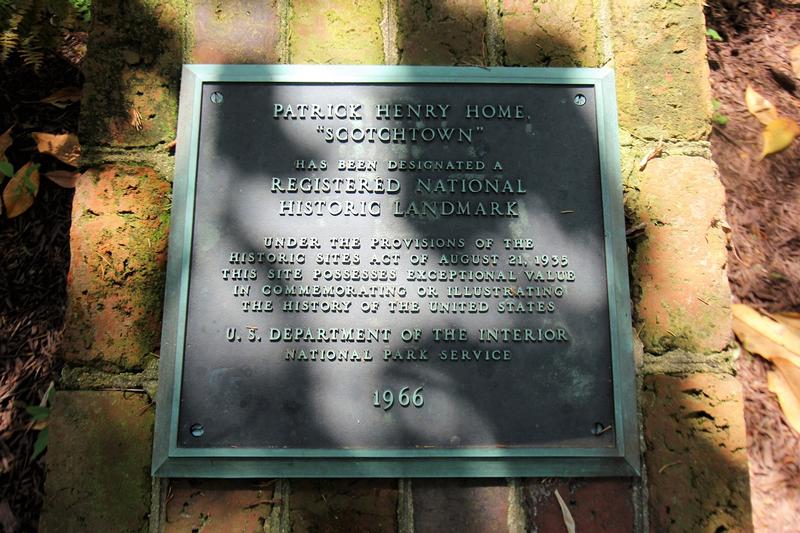 PATRICK HENRY HOME,
"SCOTCHTOWN"
HAS BEEN DESIGNATED A
REGISTERED NATIONAL
HISTORIC LANDMARK
UNDER THE PROVISIONS OF THE
HISTORIC SITES ACT OF AUGUST 21, 1935
THIS SITE POSSESSES EXCEPTIONAL VALUE
IN COMMEMORATING OR ILLUSTRATING
THE HISTORY OF THE UNITED STATES
U. S. DEPARTMENT OF THE INTERIOR
NATIONAL PARK SERVICE
1966